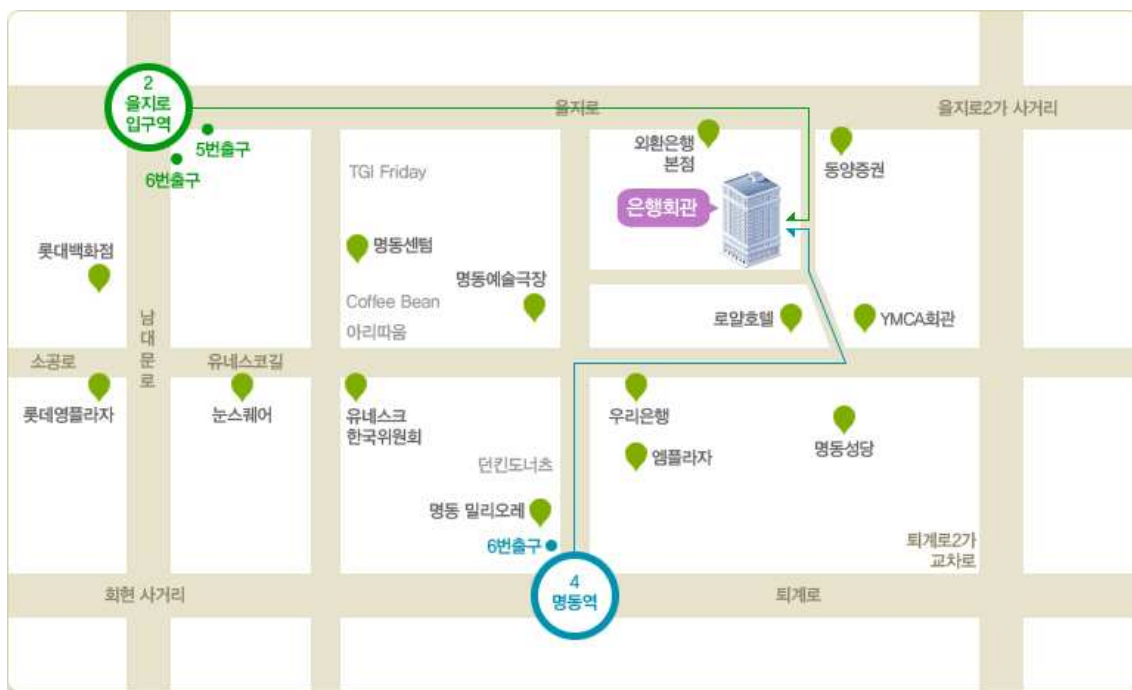 2
을지로
입구역
을지로
을지로2가 사거리
5번출구
6번출구
TGI Friday
외환은행
본점
동양증권
은행회관
롯대백화점
명동센텀
명동예술극장
Coffee Bean
아리따움
로얄호텔
YMCA회관
남
대
문
로
소공로
유네스코길
롯데영플라자
눈스퀘어
유네스크
한국위원회
우리은행
명동성당
던킨도너츠
엠플라자
명동 밀리오레
6번출구
퇴계로2가
교차로
4
명동역
회현 사거리
퇴계로